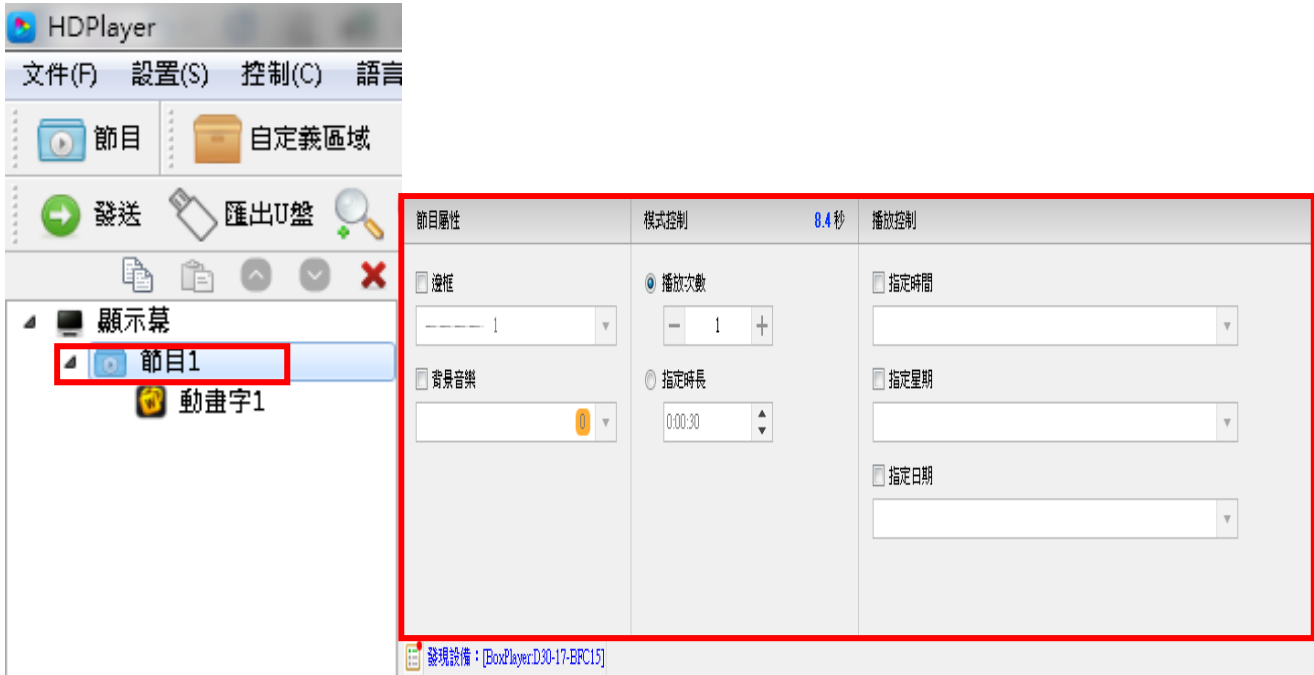 HDPlayer
文件(F) 設置(S) 控制(C) 語言
節目 自定義區域
發送 匯出U盤
顯示幕
節目1
動畫字1
節目屬性 模式控制 8.4秒 播放控制
邊框 播放次數 指定時間
1 1
背景音樂 指定時長 指定星期
0 0:00:30
指定日期
發現設備：[BoxPlayer:D30-17-BFC15]